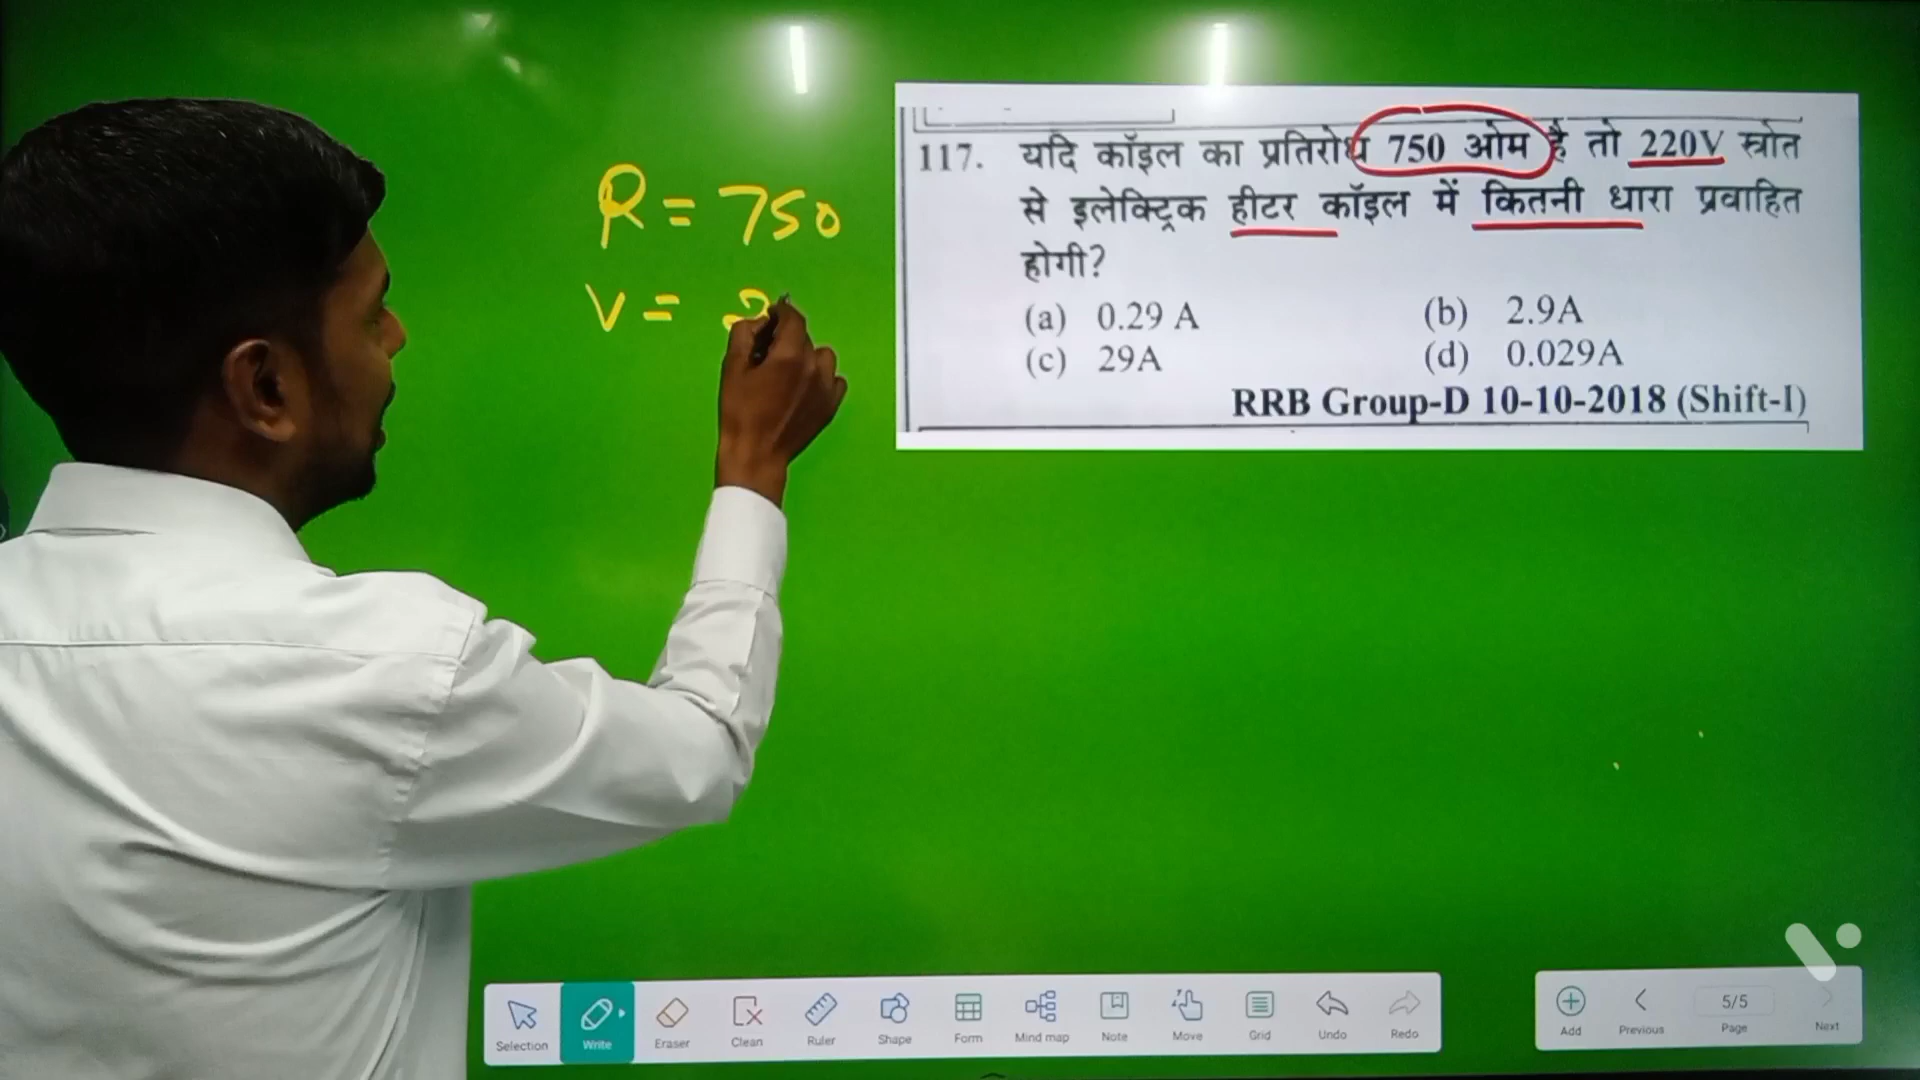 R = 750
V = 2
117. यदि कॉइल का प्रतिरोध 750 ओम है तो 220V स्त्रोत
से इलेक्ट्रिक हीटर कॉइल में कितनी धारा प्रवाहित
होगी?
(a) 0.29 A (b) 2.9A
(c) 29A (d) 0.029A
RRB Group-D 10-10-2018 (Shift-I)
Selection Write Eraser Clean Ruler Shape Form Mind map Note Move Grid Undo Redo
Add Previous 5/5 Page Next